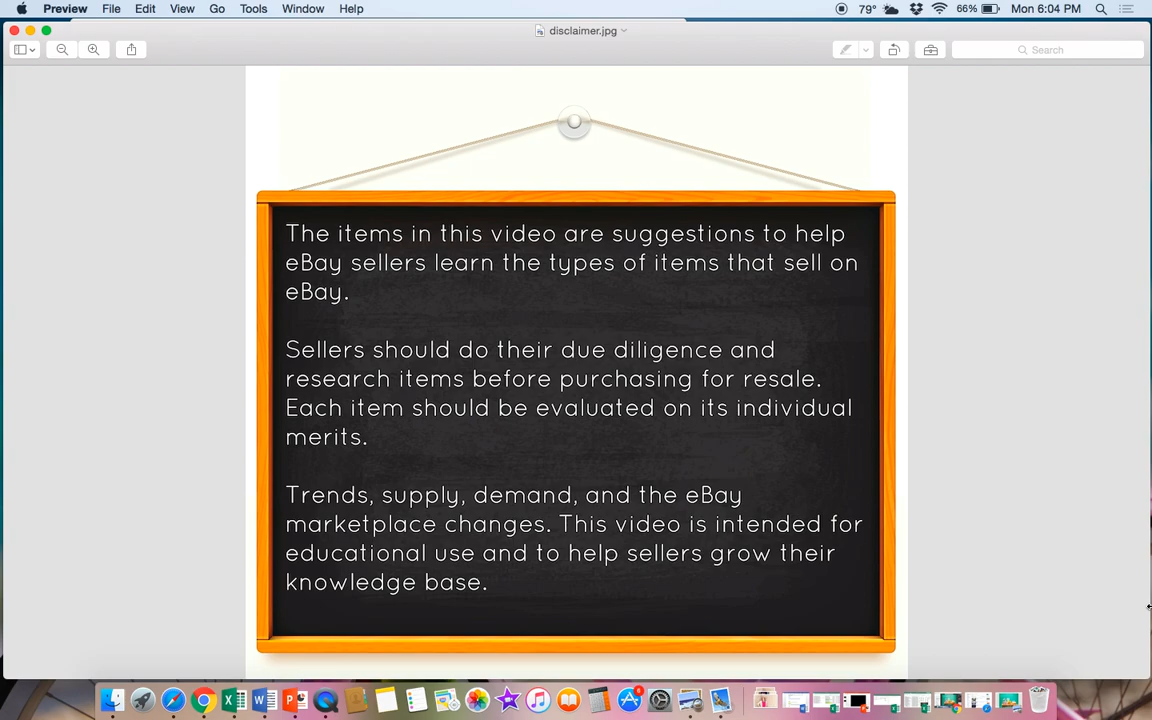 Preview File Edit View Go Tools Window Help 79° 66% Mon 6:04 PM
disclaimer.jpg
Search
The items in this video are suggestions to help
eBay sellers learn the types of items that sell on
eBay.
Sellers should do their due diligence and
research items before purchasing for resale.
Each item should be evaluated on its individual
merits.
Trends, supply, demand, and the eBay
marketplace changes. This video is intended for
educational use and to help sellers grow their
knowledge base.